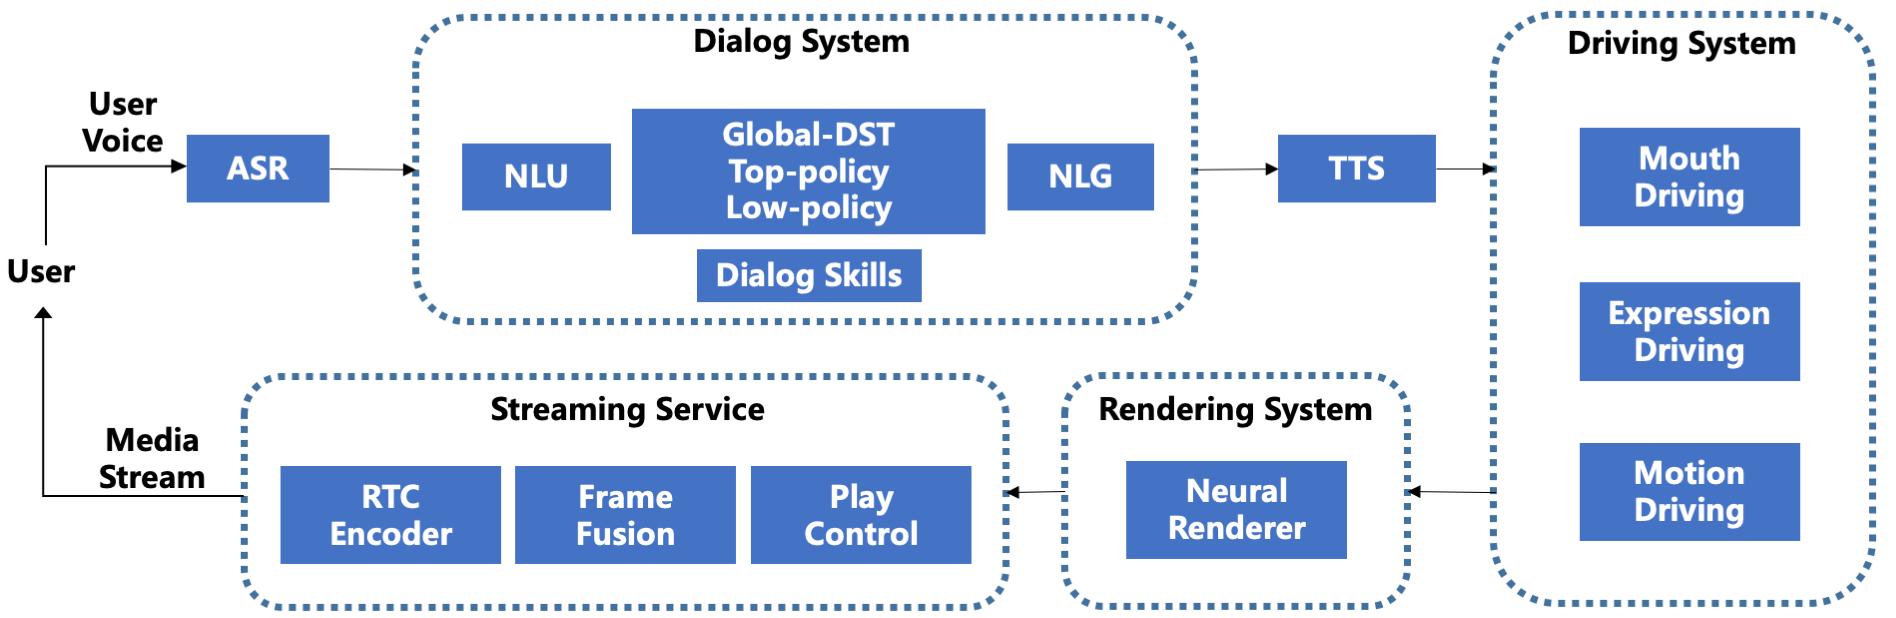 User
Voice
ASR
User
Dialog System
NLU
Global-DST
Top-policy
Low-policy
NLG
Dialog Skills
TTS
Driving System
Mouth
Driving
Expression
Driving
Motion
Driving
Rendering System
Neural
Renderer
Streaming Service
RTC
Encoder
Frame
Fusion
Play
Control
Media
Stream